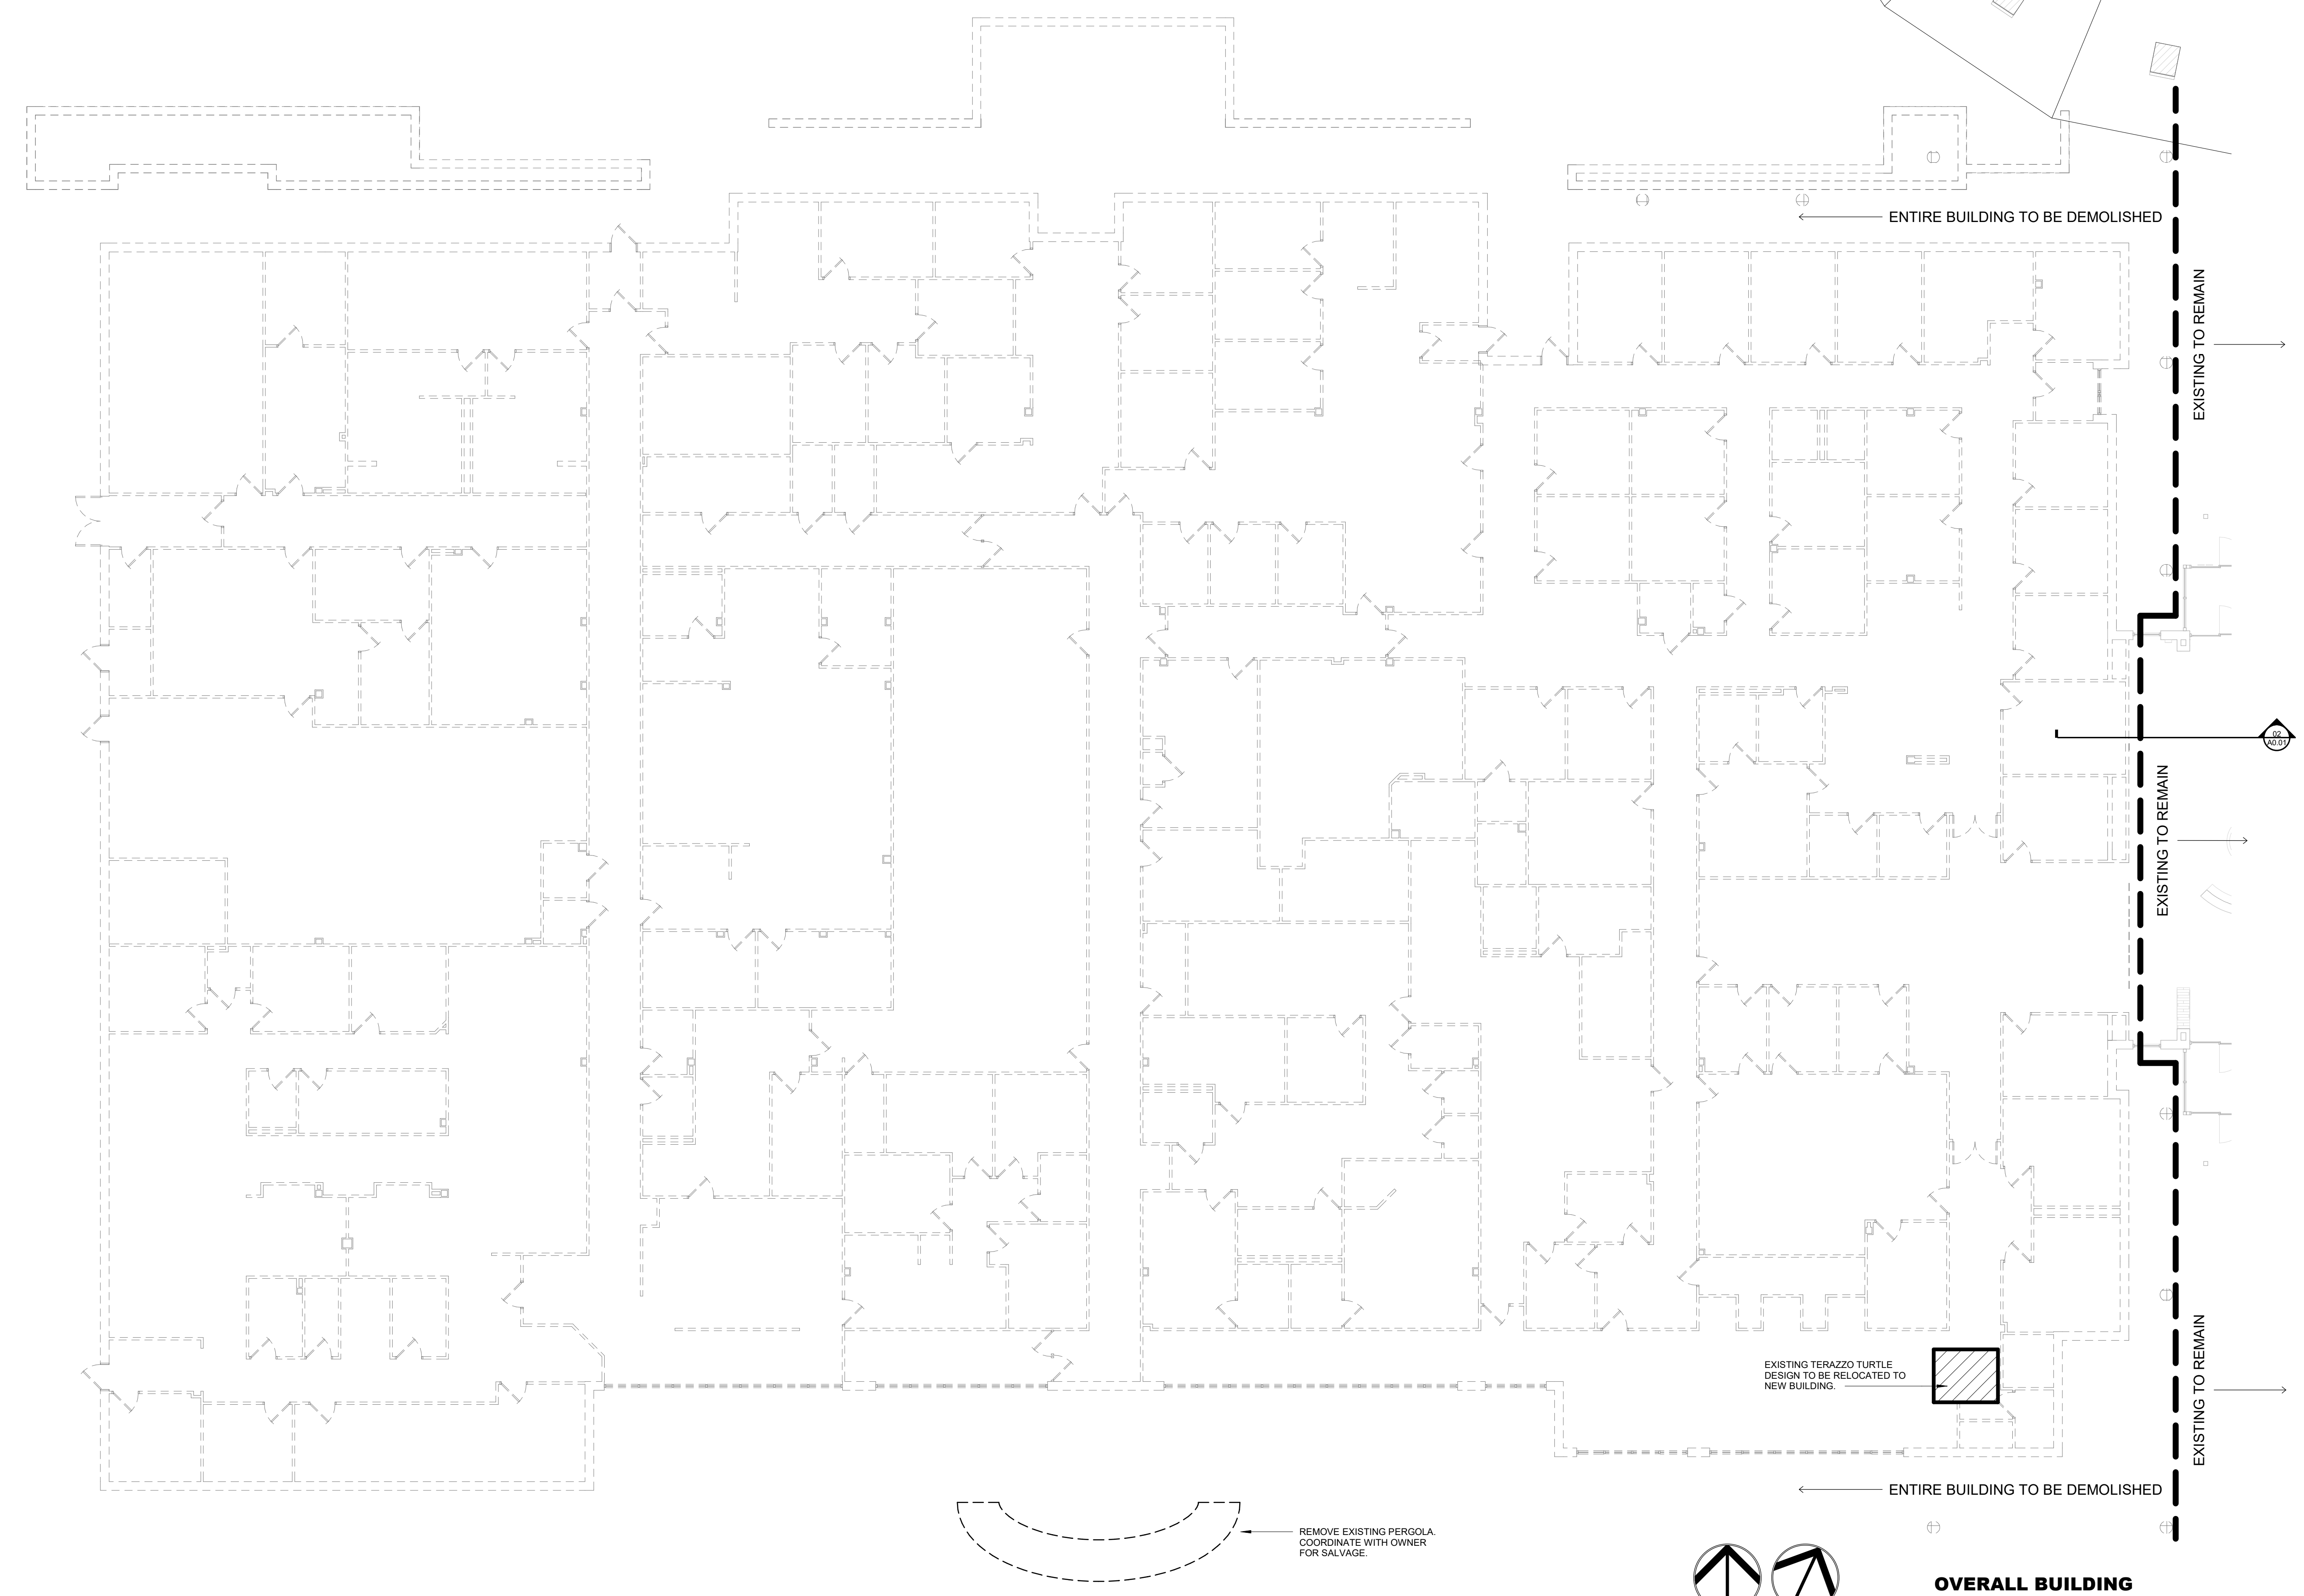 ENTIRE BUILDING TO BE DEMOLISHED
EXISTING TO REMAIN
02
A0.01
EXISTING TO REMAIN
EXISTING TERAZZO TURTLE
DESIGN TO BE RELOCATED TO
NEW BUILDING.
EXISTING TO REMAIN
ENTIRE BUILDING TO BE DEMOLISHED
REMOVE EXISTING PERGOLA.
COORDINATE WITH OWNER
FOR SALVAGE.
OVERALL BUILDING